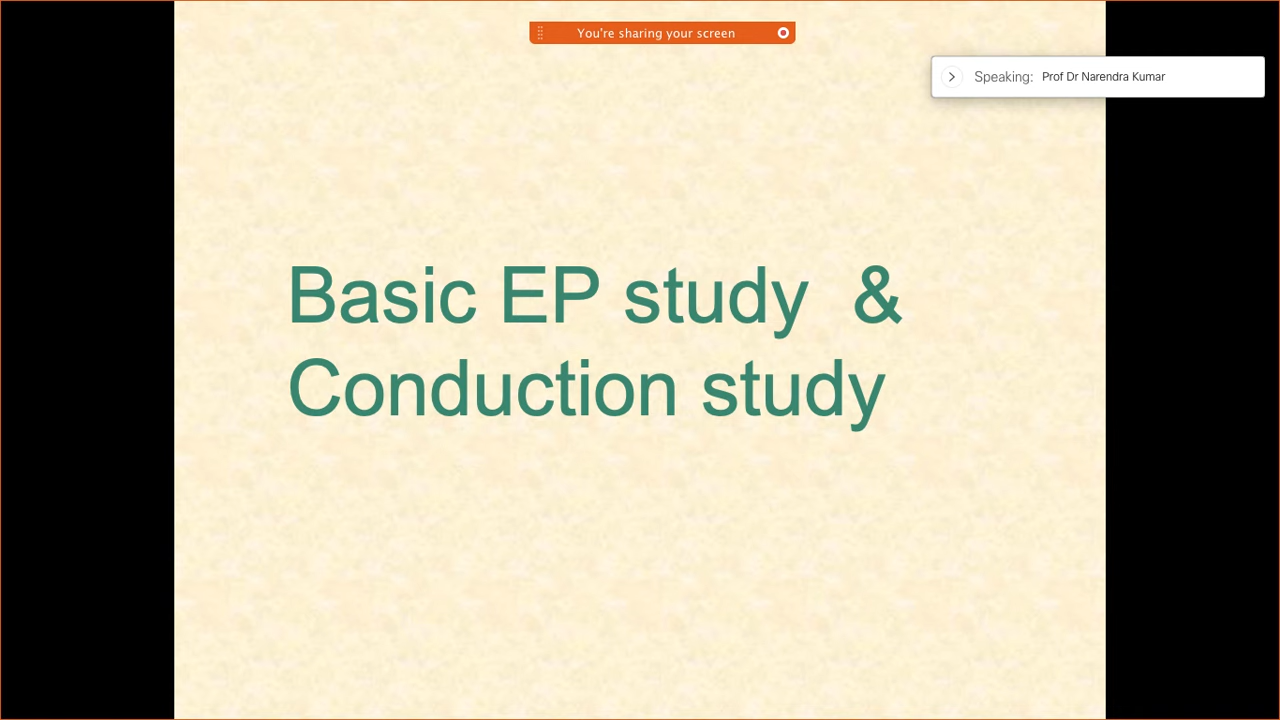 You're sharing your screen
Speaking: Prof Dr Narendra Kumar
Basic EP study &
Conduction study